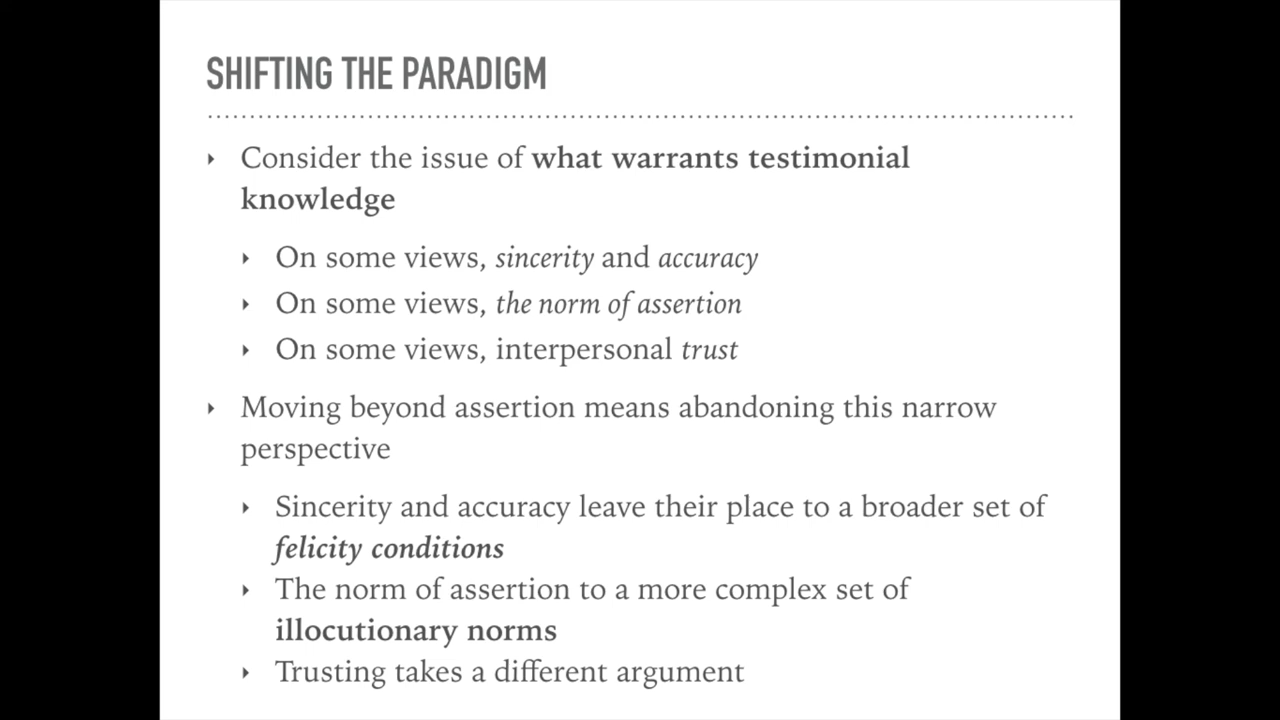 SHIFTING THE PARADIGM
Consider the issue of what warrants testimonial
knowledge
On some views, sincerity and accuracy
On some views, the norm of assertion
On some views, interpersonal trust
Moving beyond assertion means abandoning this narrow
perspective
Sincerity and accuracy leave their place to a broader set of
felicity conditions
The norm of assertion to a more complex set of
illocutionary norms
Trusting takes a different argument